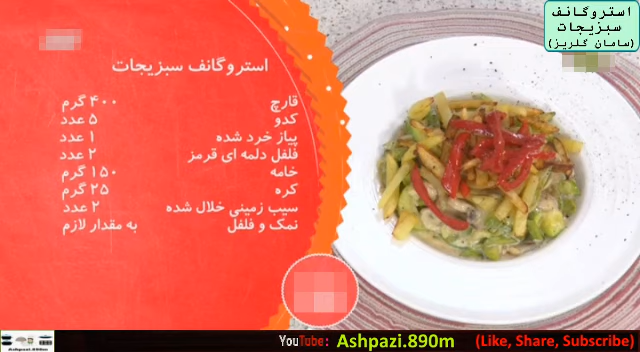 استروگانف
سبزیجات
(سامان گلریز)
استروگانف سبزیجات
قارچ ۴۰۰ گرم
کدو ۵ عدد
پیاز خرد شده ۱ عدد
فلفل دلمه ای قرمز ۲ عدد
خامه ۱۵۰ گرم
کره ۲۵ گرم
سیب زمینی خلال شده ۲ عدد
نمک و فلفل به مقدار لازم
Ashpazi.890m
YouTube: Ashpazi.890m (Like, Share, Subscribe)